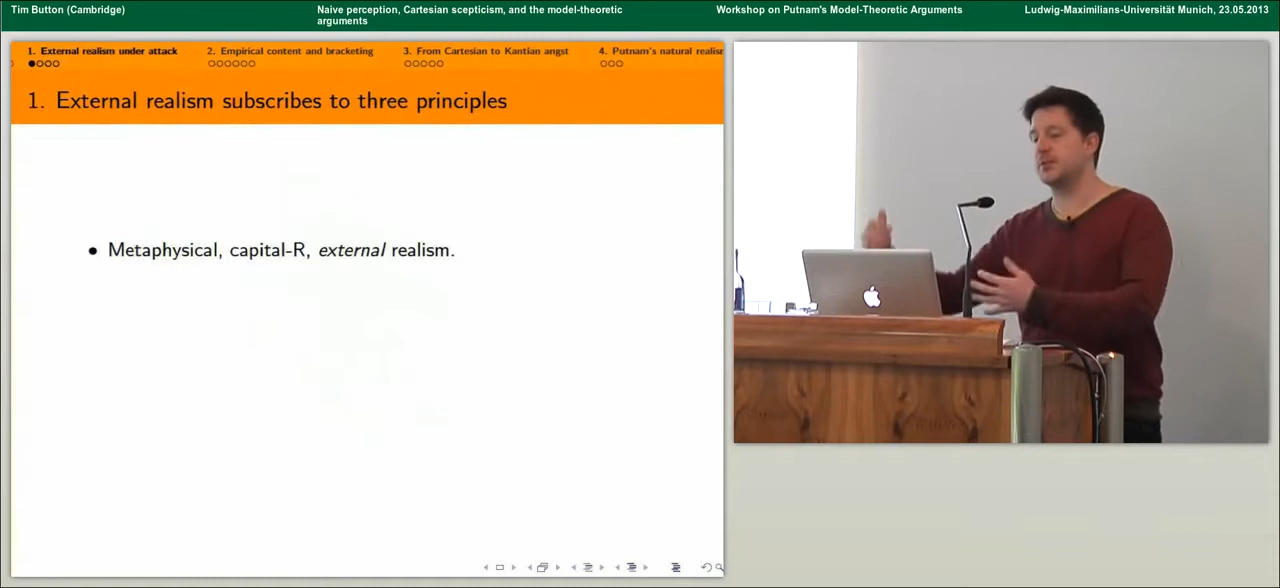 Tim Button (Cambridge)
Naive perception, Cartesian scepticism, and the model-theoretic
arguments
Workshop on Putnam's Model-Theoretic Arguments
Ludwig-Maximilians-Universität Munich, 23.05.2013
1. External realism under attack
2. Empirical content and bracketing
3. From Cartesian to Kantian angst
4. Putnam's natural realism
1. External realism subscribes to three principles
• Metaphysical, capital-R, external realism.